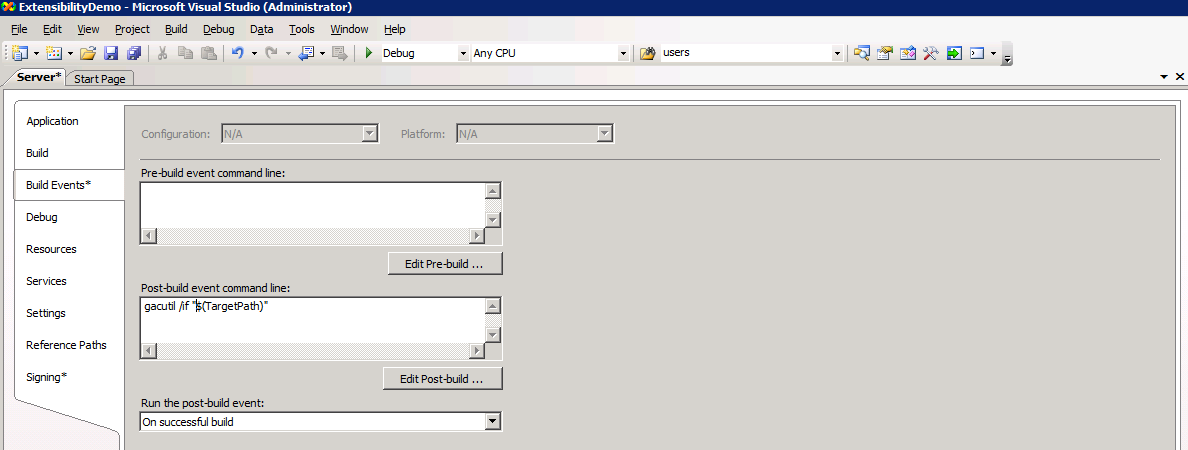 ExtensibilityDemo - Microsoft Visual Studio (Administrator)
File Edit View Project Build Debug Data Tools Window Help
Debug Any CPU users
Server* Start Page
Application
Build
Build Events*
Debug
Resources
Services
Settings
Reference Paths
Signing*
Configuration: N/A Platform: N/A
Pre-build event command line:
Edit Pre-build ...
Post-build event command line:
gacutil /if "$(TargetPath)"
Edit Post-build ...
Run the post-build event:
On successful build